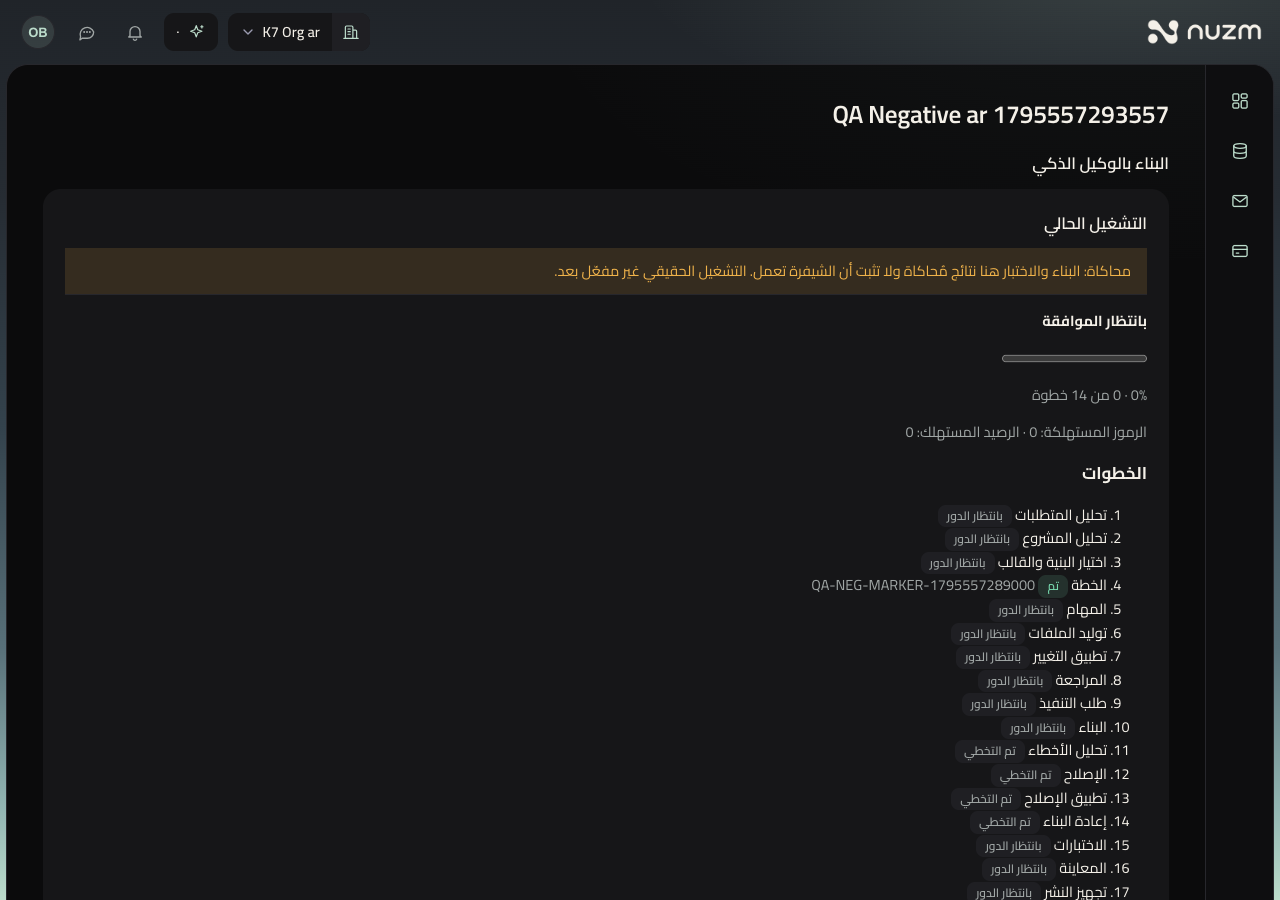 nuzm
K7 Org ar
·
OB
QA Negative ar 1795557293557
البناء بالوكيل الذكي
التشغيل الحالي
محاكاة: البناء والاختبار هنا نتائج مُحاكاة ولا تثبت أن الشيفرة تعمل. التشغيل الحقيقي غير مفعّل بعد.
بانتظار الموافقة
0% · 0 من 14 خطوة
الرموز المستهلكة: 0 · الرصيد المستهلك: 0
الخطوات
1. تحليل المتطلبات بانتظار الدور
2. تحليل المشروع بانتظار الدور
3. اختيار البنية والقالب بانتظار الدور
4. الخطة تم QA-NEG-MARKER-1795557289000
5. المهام بانتظار الدور
6. توليد الملفات بانتظار الدور
7. تطبيق التغيير بانتظار الدور
8. المراجعة بانتظار الدور
9. طلب التنفيذ بانتظار الدور
10. البناء بانتظار الدور
11. تحليل الأخطاء تم التخطي
12. الإصلاح تم التخطي
13. تطبيق الإصلاح تم التخطي
14. إعادة البناء تم التخطي
15. الاختبارات بانتظار الدور
16. المعاينة بانتظار الدور
17. تجهيز النشر بانتظار الدور